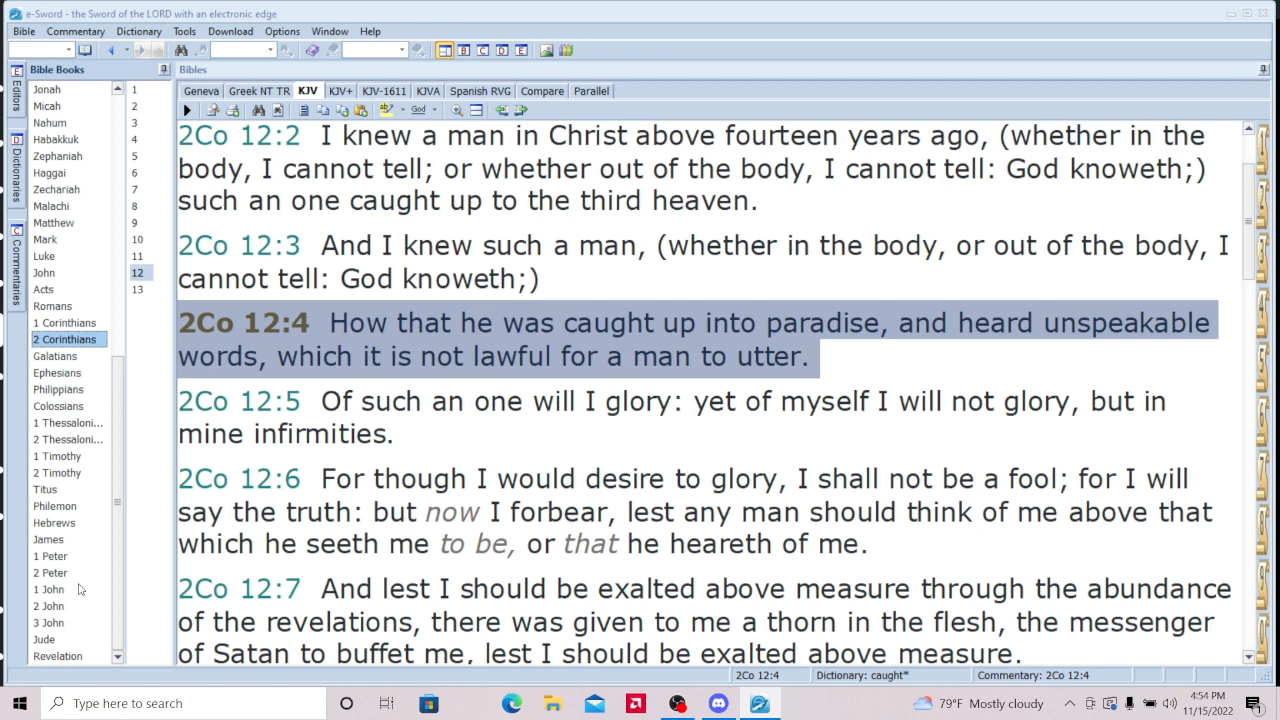 e-Sword - the Sword of the LORD with an electronic edge
Bible Commentary Dictionary Tools Download Options Window Help
B C D E
Bible Books
Bibles
E Editors
D Dictionaries
C Commentaries
Jonah
Micah
Nahum
Habakkuk
Zephaniah
Haggai
Zechariah
Malachi
Matthew
Mark
Luke
John
Acts
Romans
1 Corinthians
2 Corinthians
Galatians
Ephesians
Philippians
Colossians
1 Thessaloni...
2 Thessaloni...
1 Timothy
2 Timothy
Titus
Philemon
Hebrews
James
1 Peter
2 Peter
1 John
2 John
3 John
Jude
Revelation
1
2
3
4
5
6
7
8
9
10
11
12
13
Geneva Greek NT TR KJV KJV+ KJV-1611 KJVA Spanish RVG Compare Parallel
ab God
2Co 12:2 I knew a man in Christ above fourteen years ago, (whether in the
body, I cannot tell; or whether out of the body, I cannot tell: God knoweth;)
such an one caught up to the third heaven.
2Co 12:3 And I knew such a man, (whether in the body, or out of the body, I
cannot tell: God knoweth;)
2Co 12:4 How that he was caught up into paradise, and heard unspeakable
words, which it is not lawful for a man to utter.
2Co 12:5 Of such an one will I glory: yet of myself I will not glory, but in
mine infirmities.
2Co 12:6 For though I would desire to glory, I shall not be a fool; for I will
say the truth: but now I forbear, lest any man should think of me above that
which he seeth me to be, or that he heareth of me.
2Co 12:7 And lest I should be exalted above measure through the abundance
of the revelations, there was given to me a thorn in the flesh, the messenger
of Satan to buffet me, lest I should be exalted above measure.
2Co 12:4 Dictionary: caught* Commentary: 2Co 12:4
Type here to search
79°F Mostly cloudy
4:54 PM
11/15/2022
1